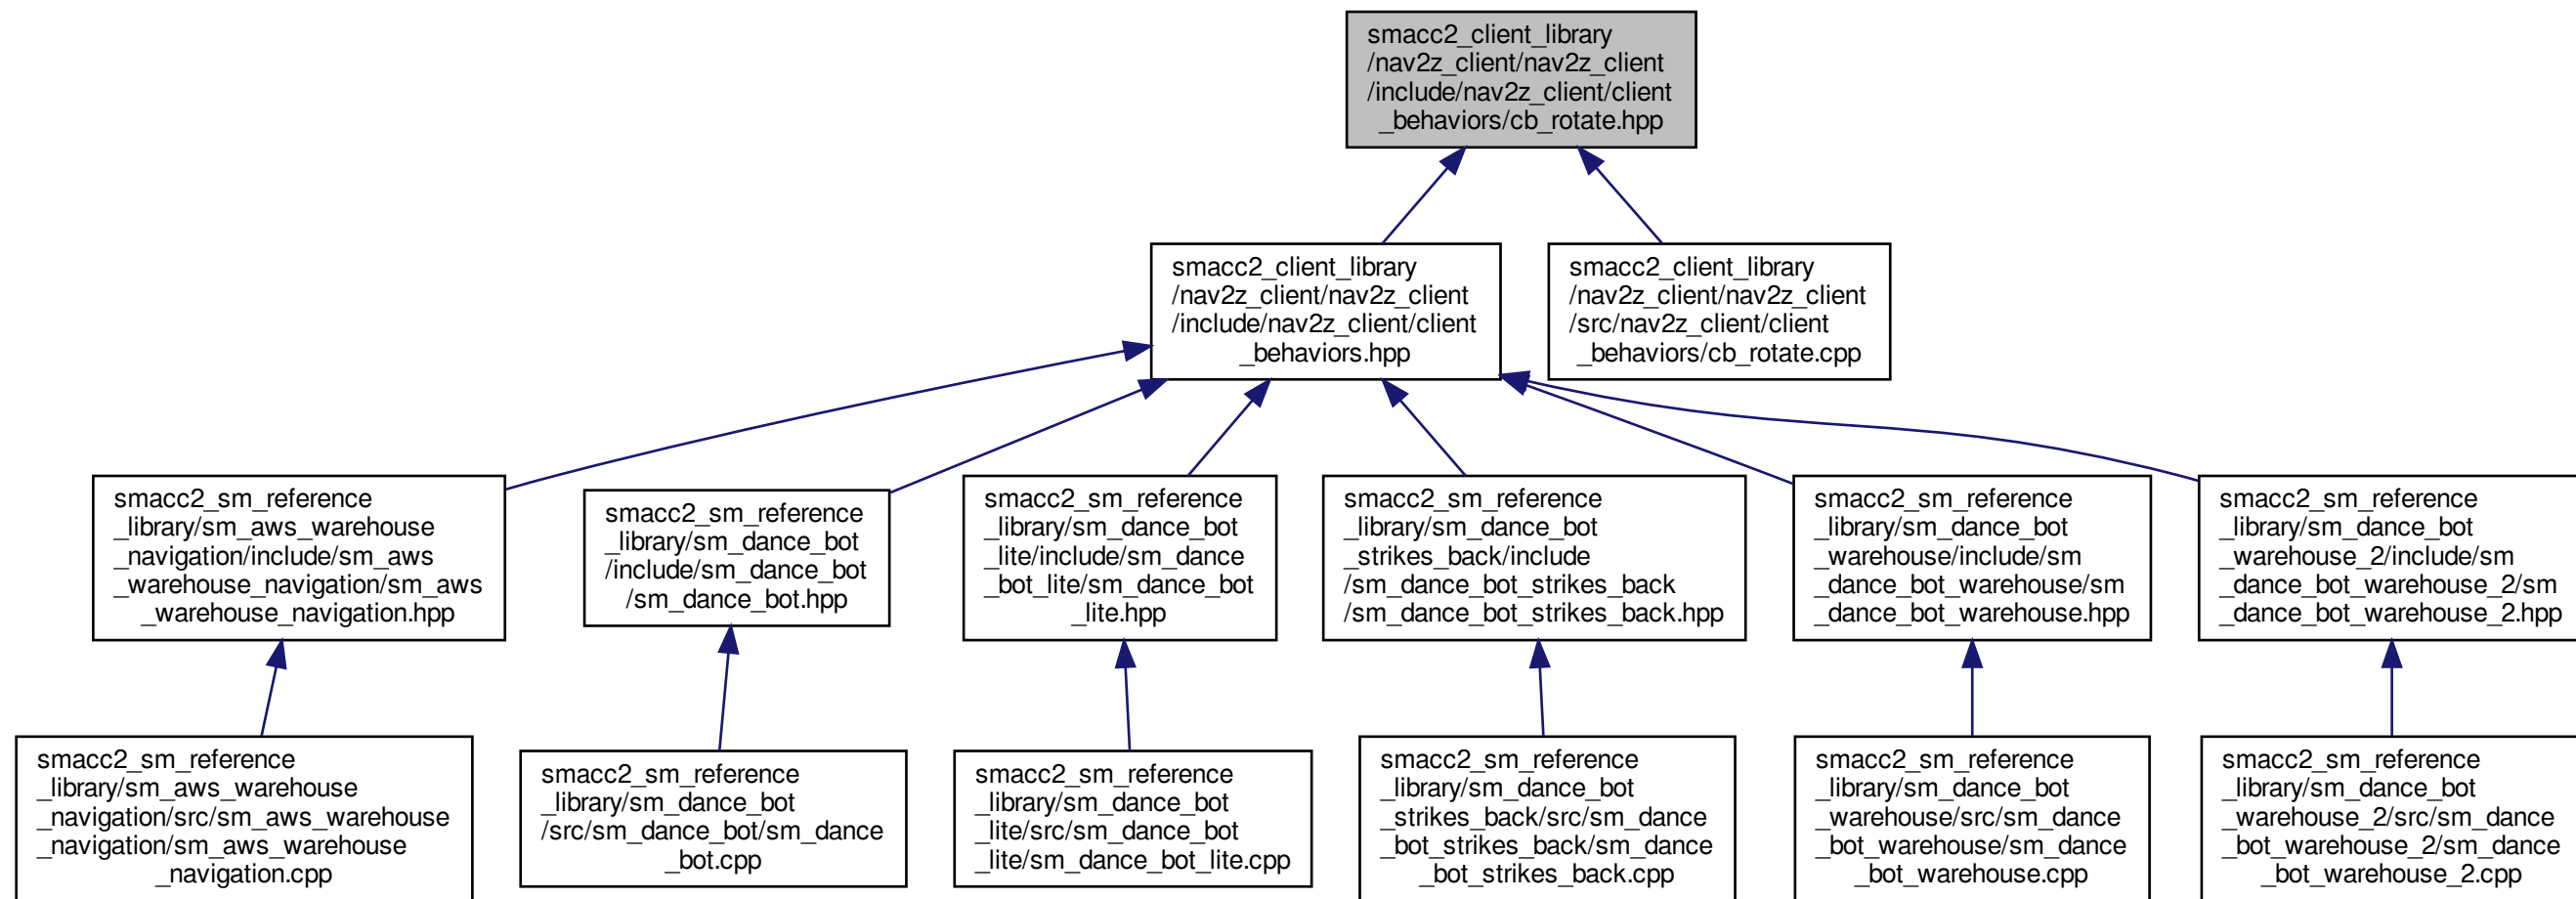 smacc2_client_library
/nav2z_client/nav2z_client
/include/nav2z_client/client
_behaviors/cb_rotate.hpp
smacc2_client_library
/nav2z_client/nav2z_client
/include/nav2z_client/client
_behaviors.hpp
smacc2_client_library
/nav2z_client/nav2z_client
/src/nav2z_client/client
_behaviors/cb_rotate.cpp
smacc2_sm_reference
_library/sm_aws_warehouse
_navigation/include/sm_aws
_warehouse_navigation/sm_aws
_warehouse_navigation.hpp
smacc2_sm_reference
_library/sm_dance_bot
/include/sm_dance_bot
/sm_dance_bot.hpp
smacc2_sm_reference
_library/sm_dance_bot
_lite/include/sm_dance
_bot_lite/sm_dance_bot
_lite.hpp
smacc2_sm_reference
_library/sm_dance_bot
_strikes_back/include
/sm_dance_bot_strikes_back
/sm_dance_bot_strikes_back.hpp
smacc2_sm_reference
_library/sm_dance_bot
_warehouse/include/sm
_dance_bot_warehouse/sm
_dance_bot_warehouse.hpp
smacc2_sm_reference
_library/sm_dance_bot
_warehouse_2/include/sm
_dance_bot_warehouse_2/sm
_dance_bot_warehouse_2.hpp
smacc2_sm_reference
_library/sm_aws_warehouse
_navigation/src/sm_aws_warehouse
_navigation/sm_aws_warehouse
_navigation.cpp
smacc2_sm_reference
_library/sm_dance_bot
/src/sm_dance_bot/sm_dance
_bot.cpp
smacc2_sm_reference
_library/sm_dance_bot
_lite/src/sm_dance_bot
_lite/sm_dance_bot_lite.cpp
smacc2_sm_reference
_library/sm_dance_bot
_strikes_back/src/sm_dance
_bot_strikes_back/sm_dance
_bot_strikes_back.cpp
smacc2_sm_reference
_library/sm_dance_bot
_warehouse/src/sm_dance
_bot_warehouse/sm_dance
_bot_warehouse.cpp
smacc2_sm_reference
_library/sm_dance_bot
_warehouse_2/src/sm_dance
_bot_warehouse_2/sm_dance
_bot_warehouse_2.cpp